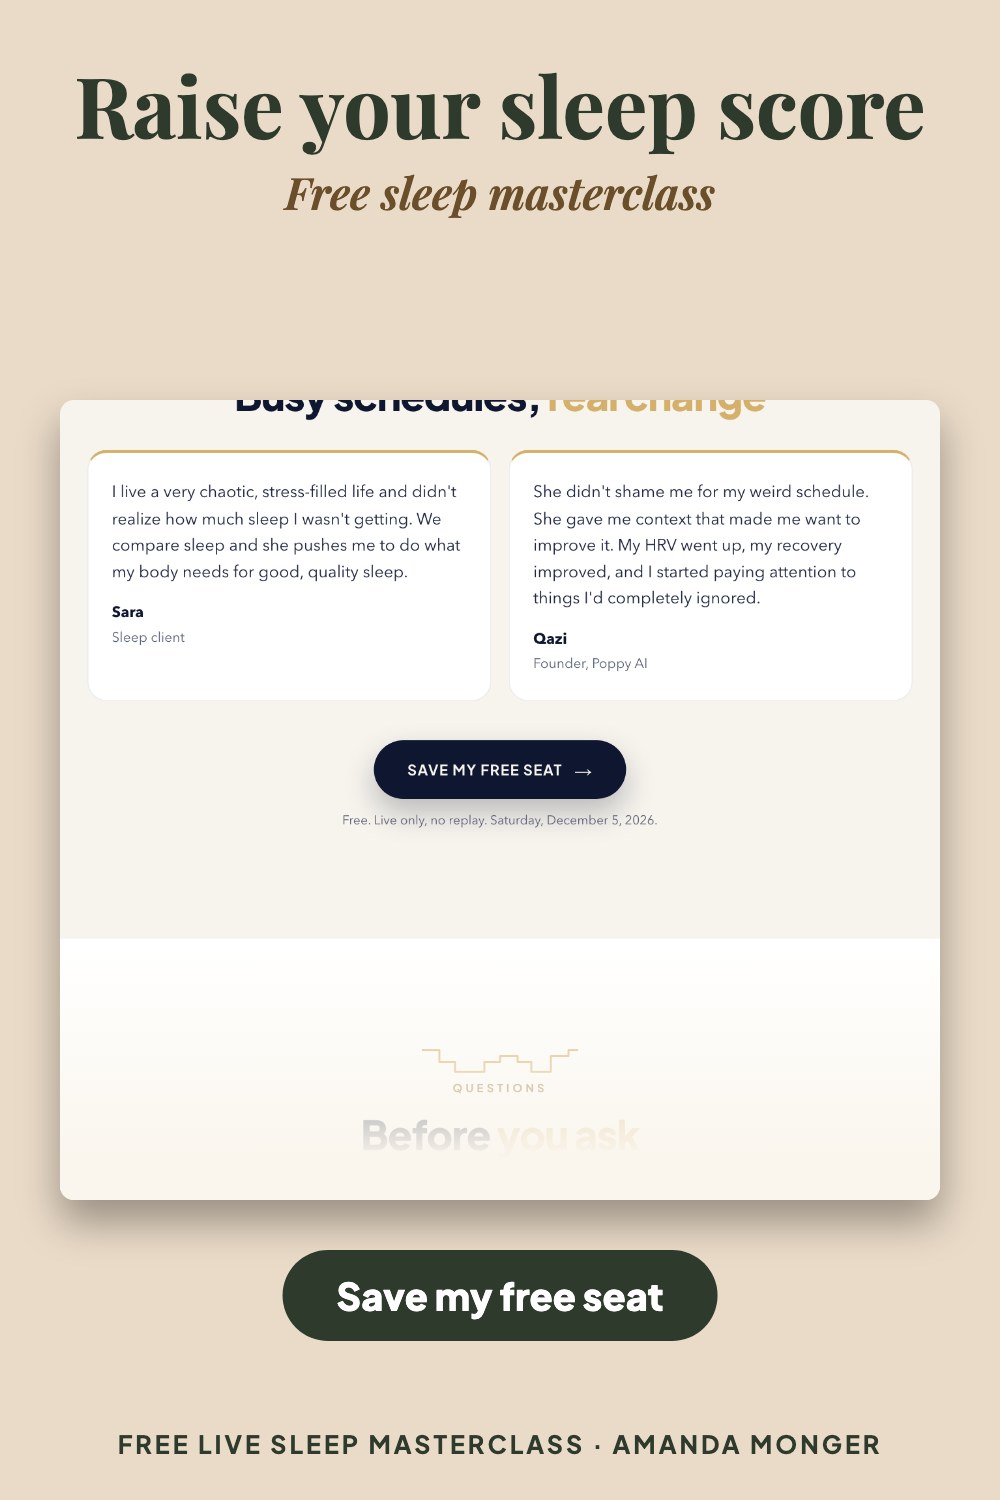 Raise your sleep score
Free sleep masterclass
Busy schedules, real change
I live a very chaotic, stress-filled life and didn't
realize how much sleep I wasn't getting. We
compare sleep and she pushes me to do what
my body needs for good, quality sleep.
Sara
Sleep client
She didn't shame me for my weird schedule.
She gave me context that made me want to
improve it. My HRV went up, my recovery
improved, and I started paying attention to
things I'd completely ignored.
Qazi
Founder, Poppy AI
SAVE MY FREE SEAT →
Free. Live only, no replay. Saturday, December 5, 2026.
QUESTIONS
Before you ask
Save my free seat
FREE LIVE SLEEP MASTERCLASS · AMANDA MONGER